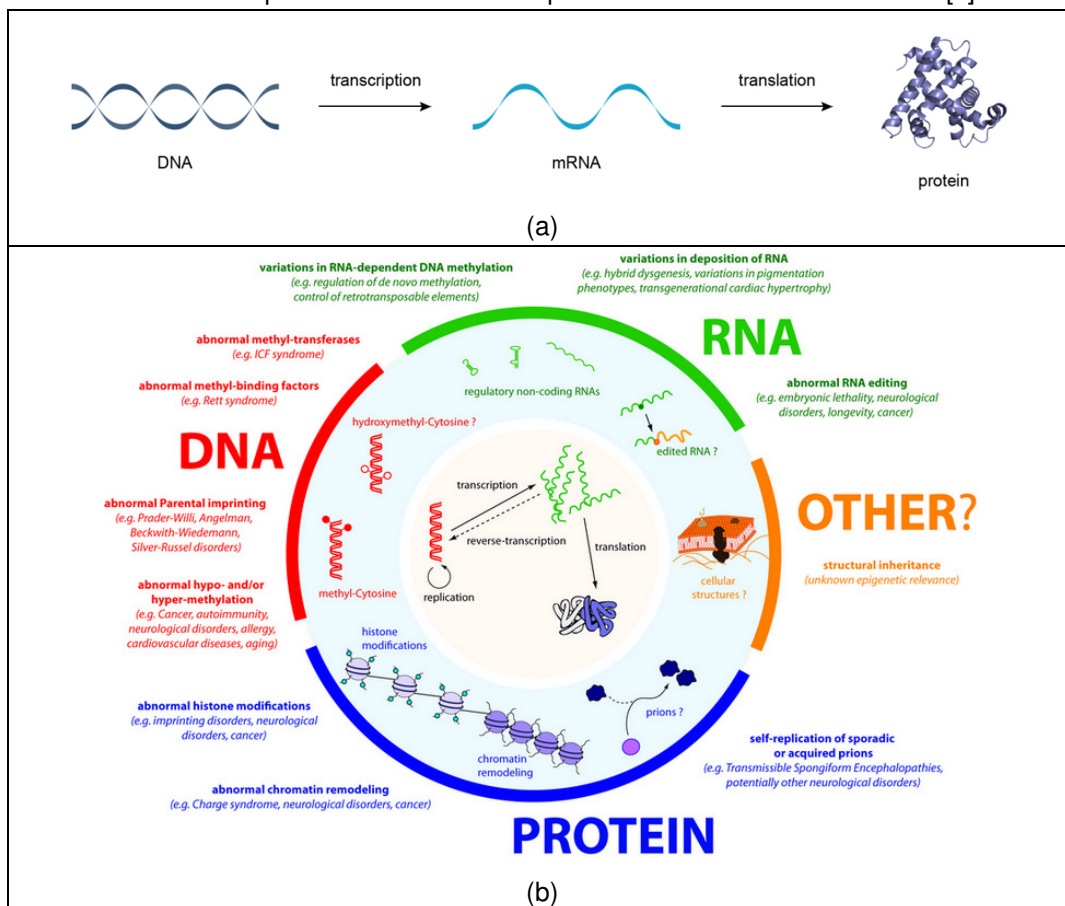 transcription
translation
DNA
mRNA
protein
(a)
variations in RNA-dependent DNA methylation
(e.g. regulation of de novo methylation,
control of retrotransposable elements)
variations in deposition of RNA
(e.g. hybrid dysgenesis, variations in pigmentation
phenotypes, transgenerational cardiac hypertrophy)
RNA
abnormal methyl-transferases
(e.g. ICF syndrome)
abnormal methyl-binding factors
(e.g. Rett syndrome)
regulatory non-coding RNAs
abnormal RNA editing
(e.g. embryonic lethality, neurological
disorders, longevity, cancer)
DNA
hydroxymethyl-Cytosine ?
edited RNA ?
abnormal Parental imprinting
(e.g. Prader-Willi, Angelman,
Beckwith-Wiedemann,
Silver-Russel disorders)
transcription
reverse-transcription
translation
replication
OTHER?
structural inheritance
(unknown epigenetic relevance)
cellular
structures ?
abnormal hypo- and/or
hyper-methylation
(e.g. Cancer, autoimmunity,
neurological disorders, allergy,
cardiovascular diseases, aging)
methyl-Cytosine
histone
modifications
abnormal histone modifications
(e.g. imprinting disorders, neurological
disorders, cancer)
prions ?
chromatin
remodeling
self-replication of sporadic
or acquired prions
(e.g. Transmissible Spongiform Encephalopathies,
potentially other neurological disorders)
abnormal chromatin remodeling
(e.g. Charge syndrome, neurological disorders, cancer)
PROTEIN
(b)